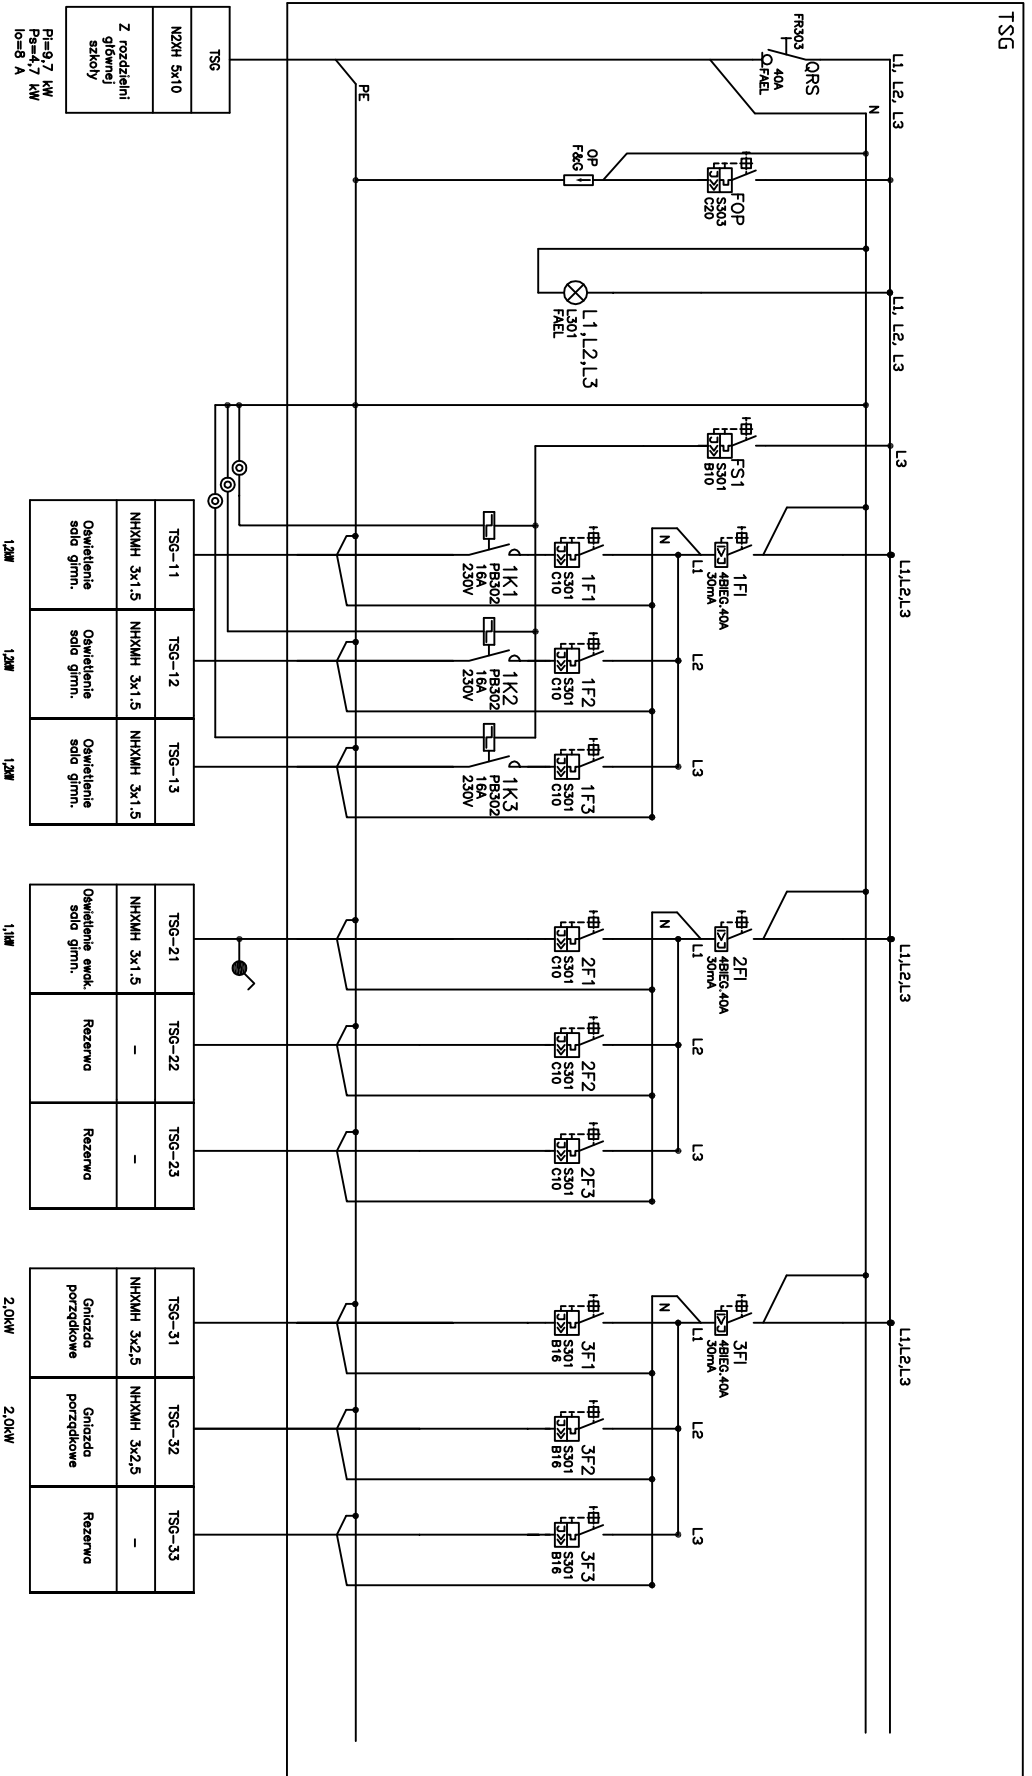 TSG
L1, L2, L3
N
FR303
QRS
40A
FAEL
PE
FOP
S303
C20
OP
F&G
L1, L2, L3
L1,L2,L3
L301
FAEL
L3
FS1
S301
B10
L1,L2,L3
1FI
4BIEG.40A
30mA
N
L1
L2
L3
1F1
S301
C10
1F2
S301
C10
1F3
S301
C10
1K1
PB302
16A
230V
1K2
PB302
16A
230V
1K3
PB302
16A
230V
L1,L2,L3
2FI
4BIEG.40A
30mA
N
L1
L2
L3
2F1
S301
C10
2F2
S301
C10
2F3
S301
C10
L1,L2,L3
3FI
4BIEG.40A
30mA
N
L1
L2
L3
3F1
S301
B16
3F2
S301
B16
3F3
S301
B16
TSG
N2XH 5x10
Z rozdzielni
głównej
szkoły
Pi=9,7 kW
Ps=4,7 kW
Io=8 A
TSG-11
NHXMH 3x1.5
Oświetlenie
sala gimn.
1,2kW
TSG-12
NHXMH 3x1.5
Oświetlenie
sala gimn.
1,2kW
TSG-13
NHXMH 3x1.5
Oświetlenie
sala gimn.
1,2kW
TSG-21
NHXMH 3x1.5
Oświetlenie ewak.
sala gimn.
1,1kW
TSG-22
-
Rezerwa
TSG-23
-
Rezerwa
TSG-31
NHXMH 3x2,5
Gniazda
porządkowe
2,0kW
TSG-32
NHXMH 3x2,5
Gniazda
porządkowe
2,0kW
TSG-33
-
Rezerwa